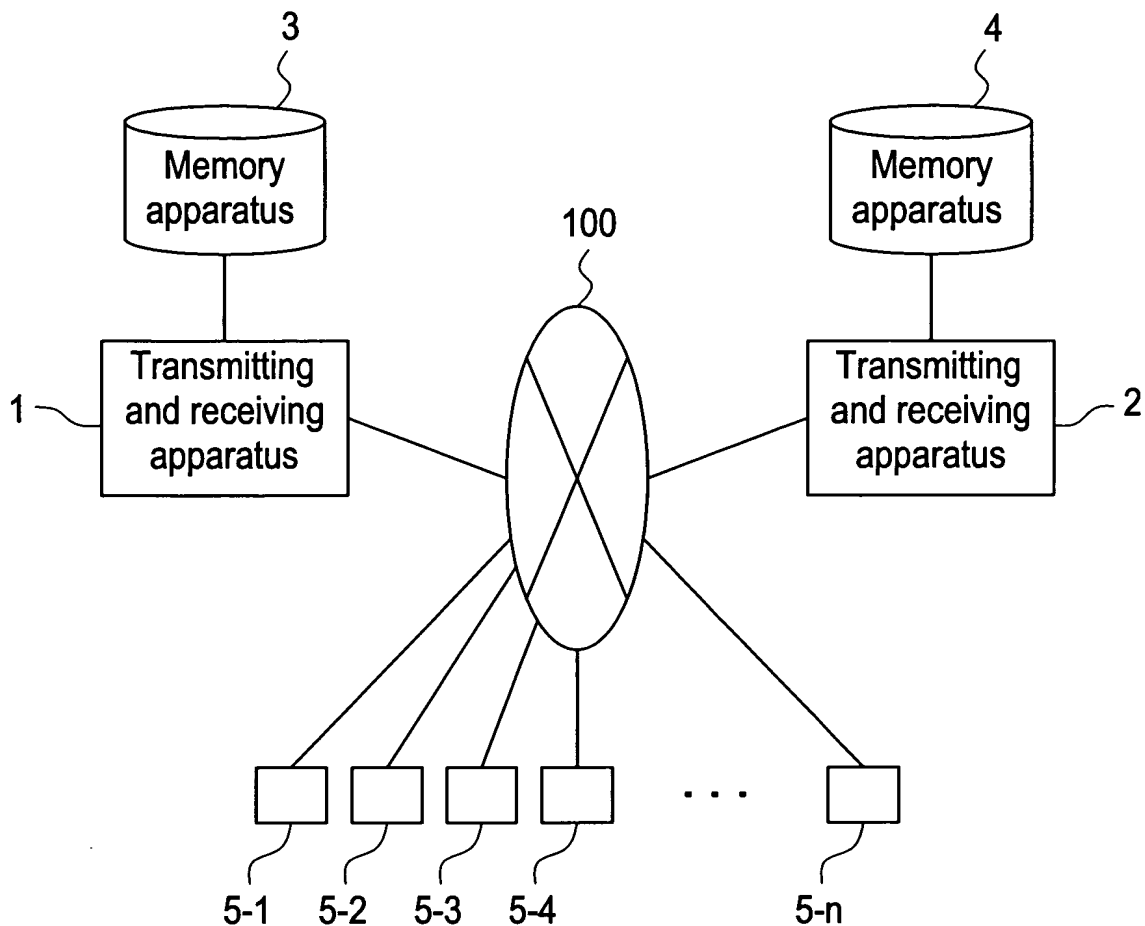 3
4
Memory
apparatus
Memory
apparatus
100
Transmitting
and receiving
apparatus
Transmitting
and receiving
apparatus
1
2
. . .
5-1
5-2
5-3
5-4
5-n